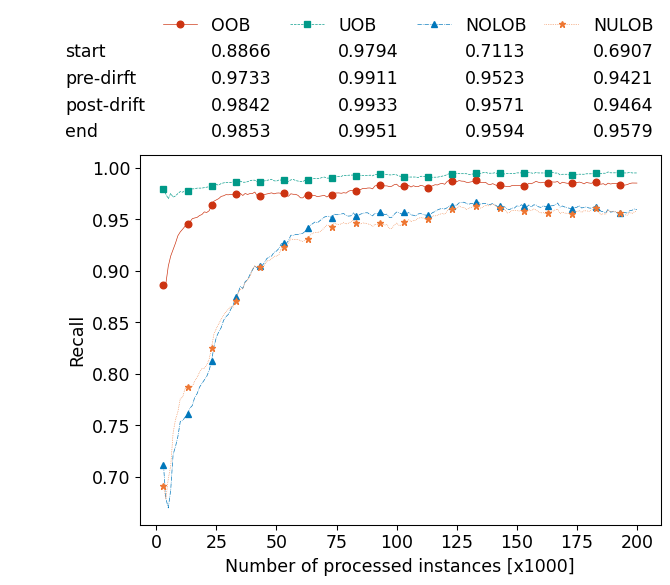 OOB UOB NOLOB NULOB
start 0.8866 0.9794 0.7113 0.6907
pre-dirft 0.9733 0.9911 0.9523 0.9421
post-drift 0.9842 0.9933 0.9571 0.9464
end 0.9853 0.9951 0.9594 0.9579
1.00
0.95
0.90
0.85
0.80
0.75
0.70
Recall
0 25 50 75 100 125 150 175 200
Number of processed instances [x1000]